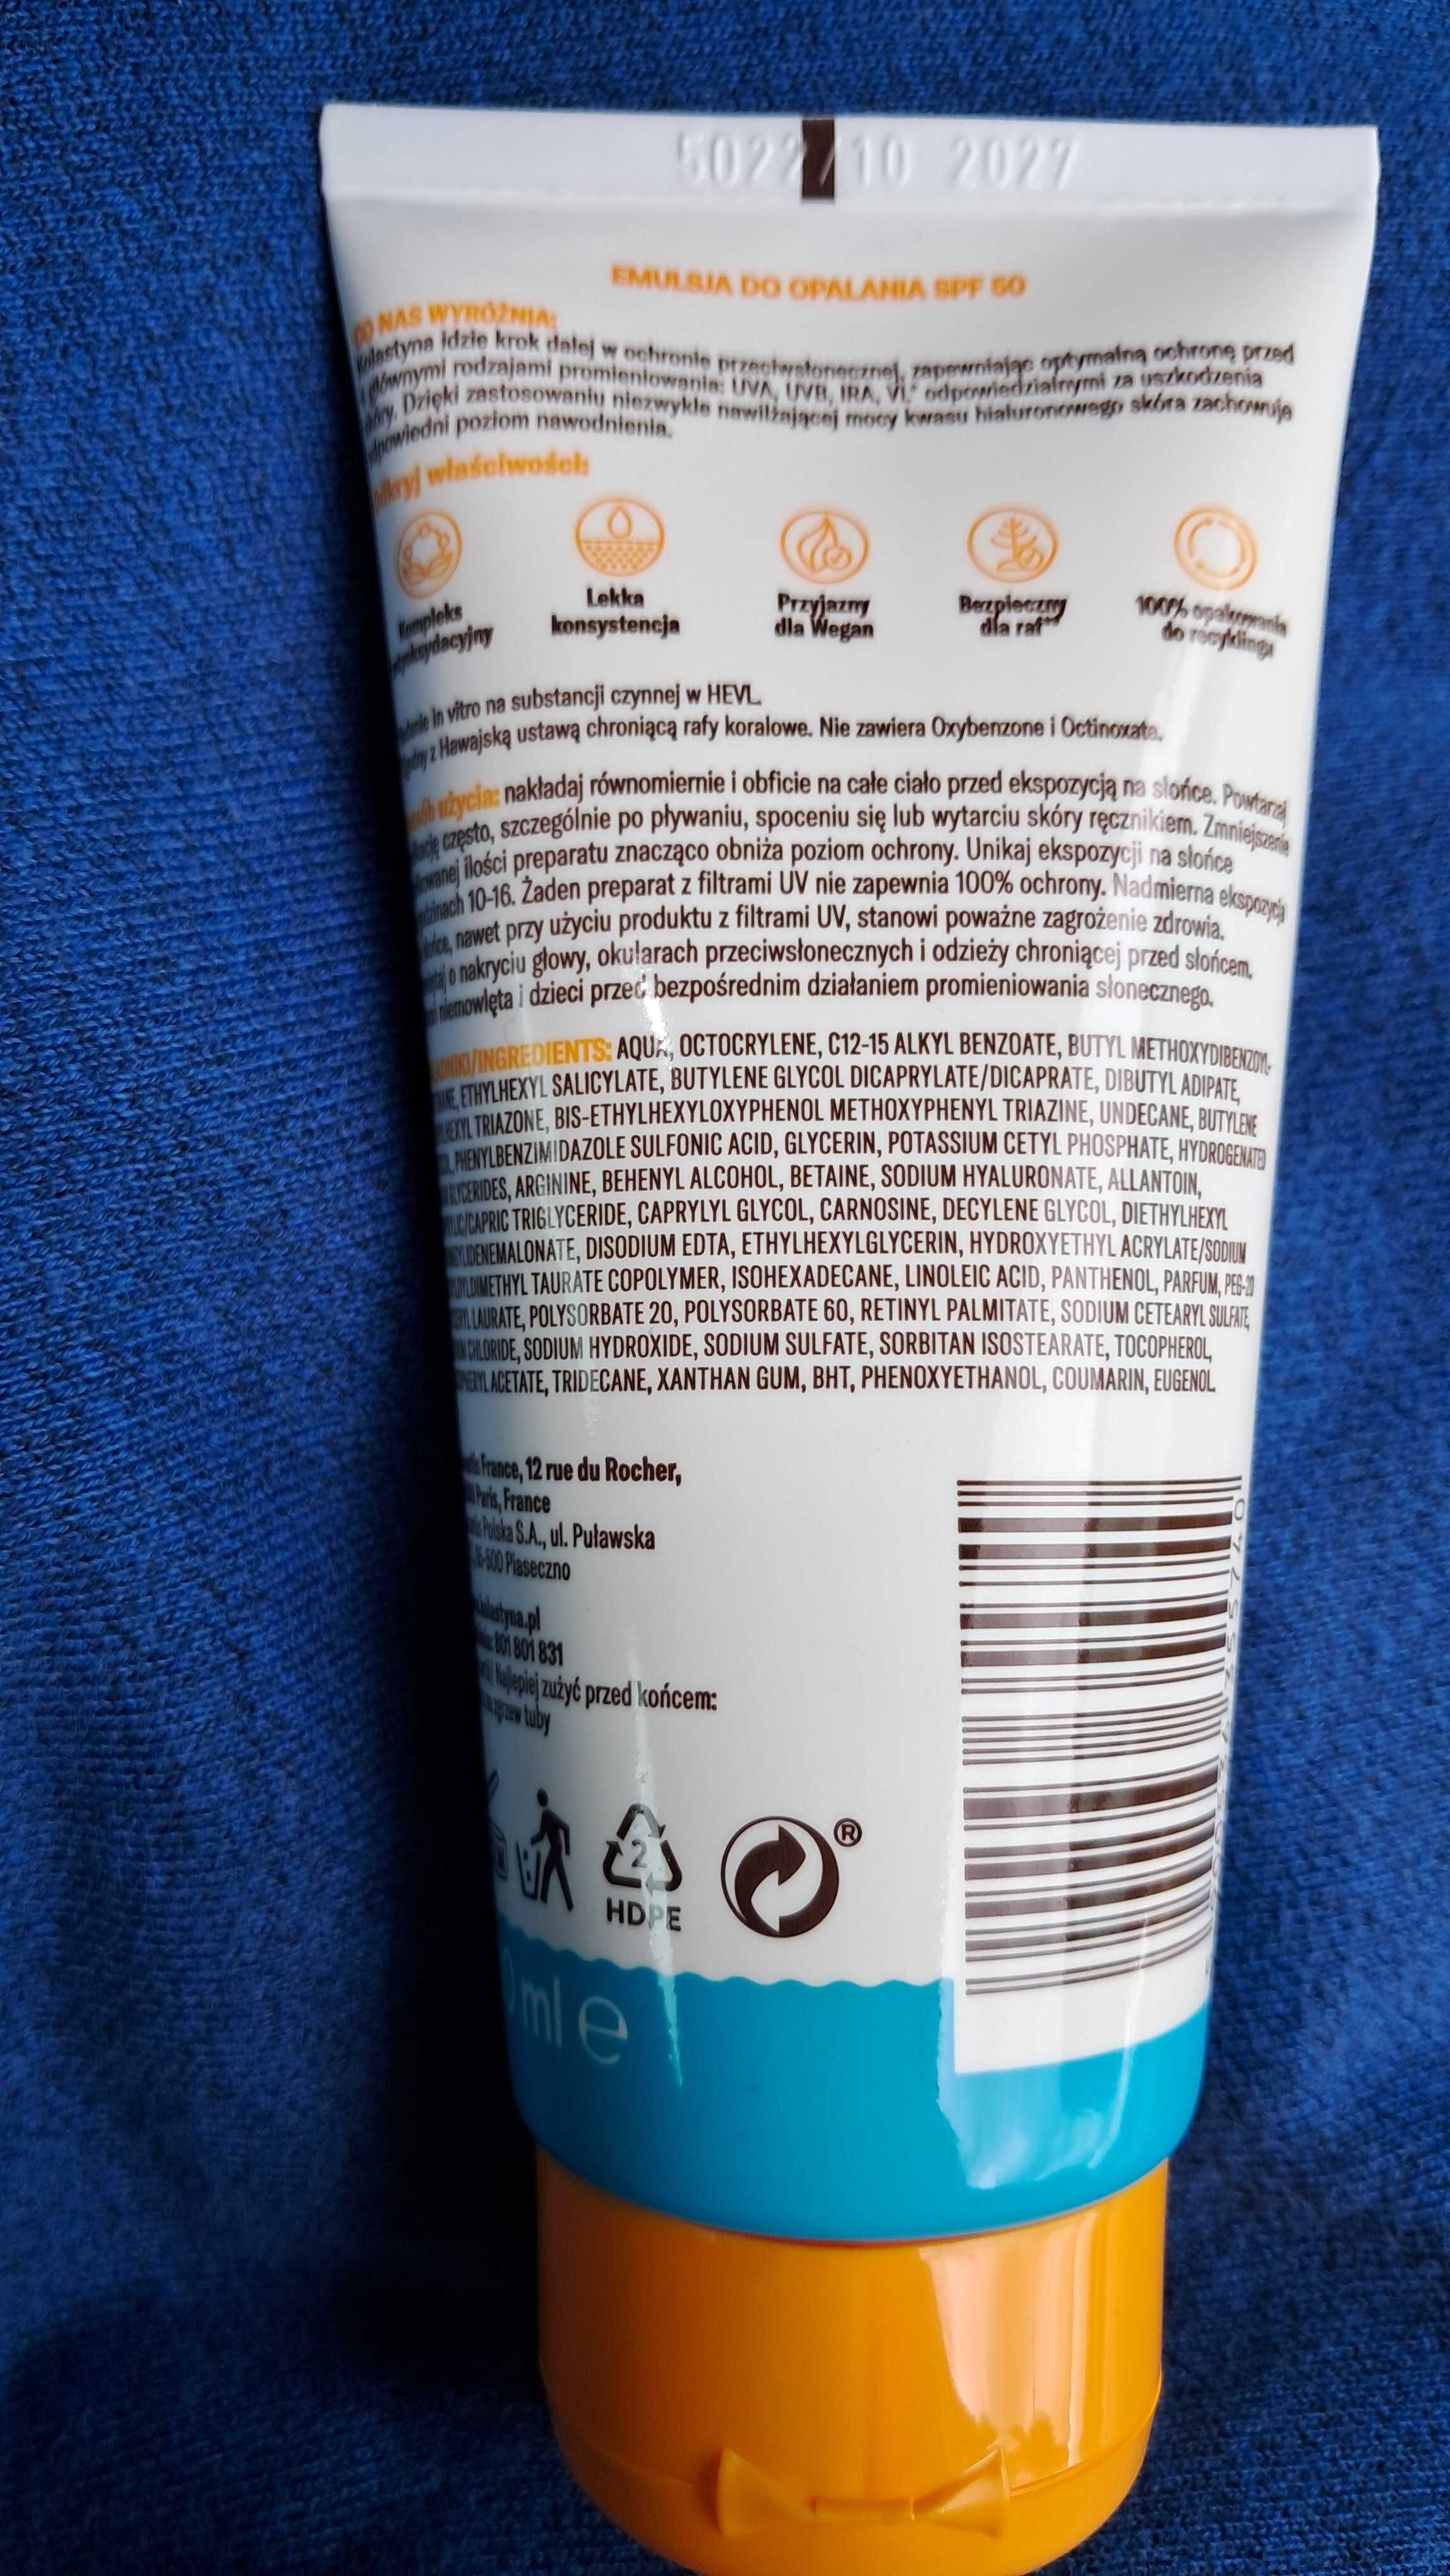 5022/10 2027
EMULSJA DO OPALANIA SPF 50
NAS WYRÓŻNIA:
Kolastyna idzie krok dalej w ochronie przeciwsłonecznej, zapewniając optymalną ochronę przed
głównymi rodzajami promieniowania: UVA, UVB, IRA, VL* odpowiedzialnymi za uszkodzenia
Dzięki zastosowaniu niezwykle nawilżającej mocy kwasu hialuronowego skóra zachowuje
poziom nawodnienia.
właściwości:
Kompleks
Lekka
konsystencja
Przyjazny
dla Wegan
Bezpieczny
dla raf**
100% opakowania
do recyklingu
in vitro na substancji czynnej w HEVL.
z Hawajską ustawą chroniącą rafy koralowe. Nie zawiera Oxybenzone i Octinoxate.
użycia: nakładaj równomiernie i obficie na całe ciało przed ekspozycją na słońce. Powtarzaj
często, szczególnie po pływaniu, spoceniu się lub wytarciu skóry ręcznikiem. Zmniejszenie
ilości preparatu znacząco obniża poziom ochrony. Unikaj ekspozycji na słońce
10-16. Żaden preparat z filtrami UV nie zapewnia 100% ochrony. Nadmierna ekspozycja
nawet przy użyciu produktu z filtrami UV, stanowi poważne zagrożenie zdrowia.
o nakryciu głowy, okularach przeciwsłonecznych i odzieży chroniącej przed słońcem.
niemowlęta i dzieci przed bezpośrednim działaniem promieniowania słonecznego.
/INGREDIENTS: AQUA, OCTOCRYLENE, C12-15 ALKYL BENZOATE, BUTYL METHOXYDIBENZOYL-
ETHYLHEXYL SALICYLATE, BUTYLENE GLYCOL DICAPRYLATE/DICAPRATE, DIBUTYL ADIPATE,
TRIAZONE, BIS-ETHYLHEXYLOXYPHENOL METHOXYPHENYL TRIAZINE, UNDECANE, BUTYLENE
PHENYLBENZIMIDAZOLE SULFONIC ACID, GLYCERIN, POTASSIUM CETYL PHOSPHATE, HYDROGENATED
GLYCERIDES, ARGININE, BEHENYL ALCOHOL, BETAINE, SODIUM HYALURONATE, ALLANTOIN,
/CAPRIC TRIGLYCERIDE, CAPRYLYL GLYCOL, CARNOSINE, DECYLENE GLYCOL, DIETHYLHEXYL
DISODIUM EDTA, ETHYLHEXYLGLYCERIN, HYDROXYETHYL ACRYLATE/SODIUM
TAURATE COPOLYMER, ISOHEXADECANE, LINOLEIC ACID, PANTHENOL, PARFUM, PEG-20
LAURATE, POLYSORBATE 20, POLYSORBATE 60, RETINYL PALMITATE, SODIUM CETEARYL SULFATE,
CHLORIDE, SODIUM HYDROXIDE, SODIUM SULFATE, SORBITAN ISOSTEARATE, TOCOPHEROL,
ACETATE, TRIDECANE, XANTHAN GUM, BHT, PHENOXYETHANOL, COUMARIN, EUGENOL
France, 12 rue du Rocher,
Paris, France
Polska S.A., ul. Puławska
Piaseczno
801 801 831
Najlepiej zużyć przed końcem:
zgrzew tuby
2
HDPE
®
ml e